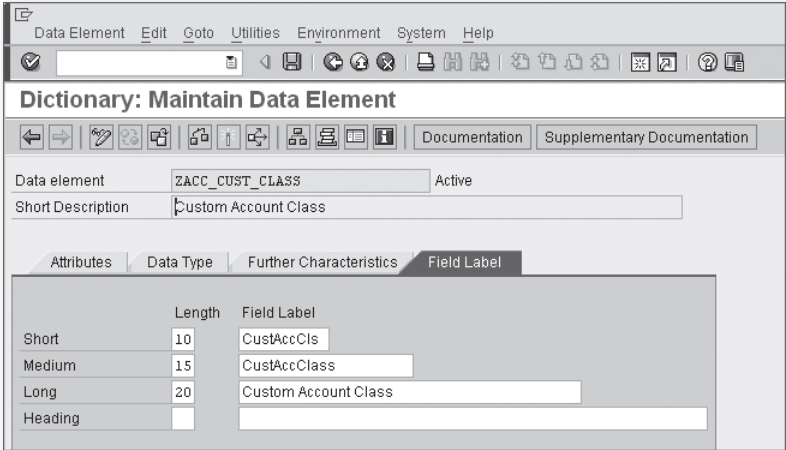 Data Element Edit Goto Utilities Environment System Help
Dictionary: Maintain Data Element
Documentation Supplementary Documentation
Data element ZACC_CUST_CLASS Active
Short Description Custom Account Class
Attributes Data Type Further Characteristics Field Label
Length Field Label
Short 10 CustAccCls
Medium 15 CustAccClass
Long 20 Custom Account Class
Heading